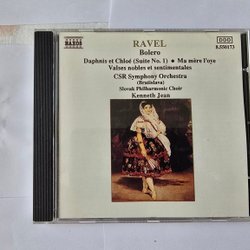 NAXOS
DDD
8.550173
RAVEL
Bolero
Daphnis et Chloé (Suite No. 1) • Ma mère l'oye
Valses nobles et sentimentales
CSR Symphony Orchestra
(Bratislava)
Slovak Philharmonic Choir
Kenneth Jean